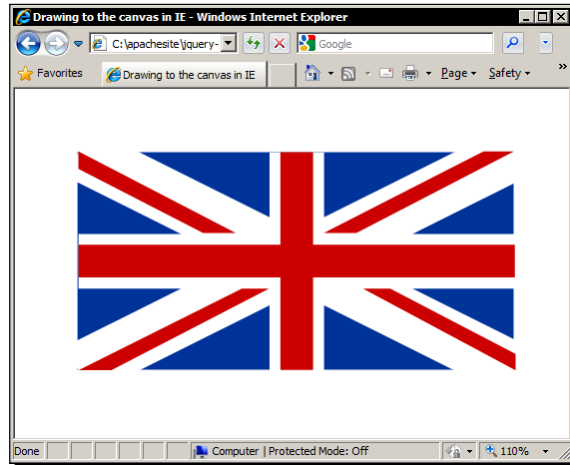 Drawing to the canvas in IE - Windows Internet Explorer
C:\apachesite\jquery- Google
Favorites Drawing to the canvas in IE Page Safety »
Done Computer | Protected Mode: Off 110%